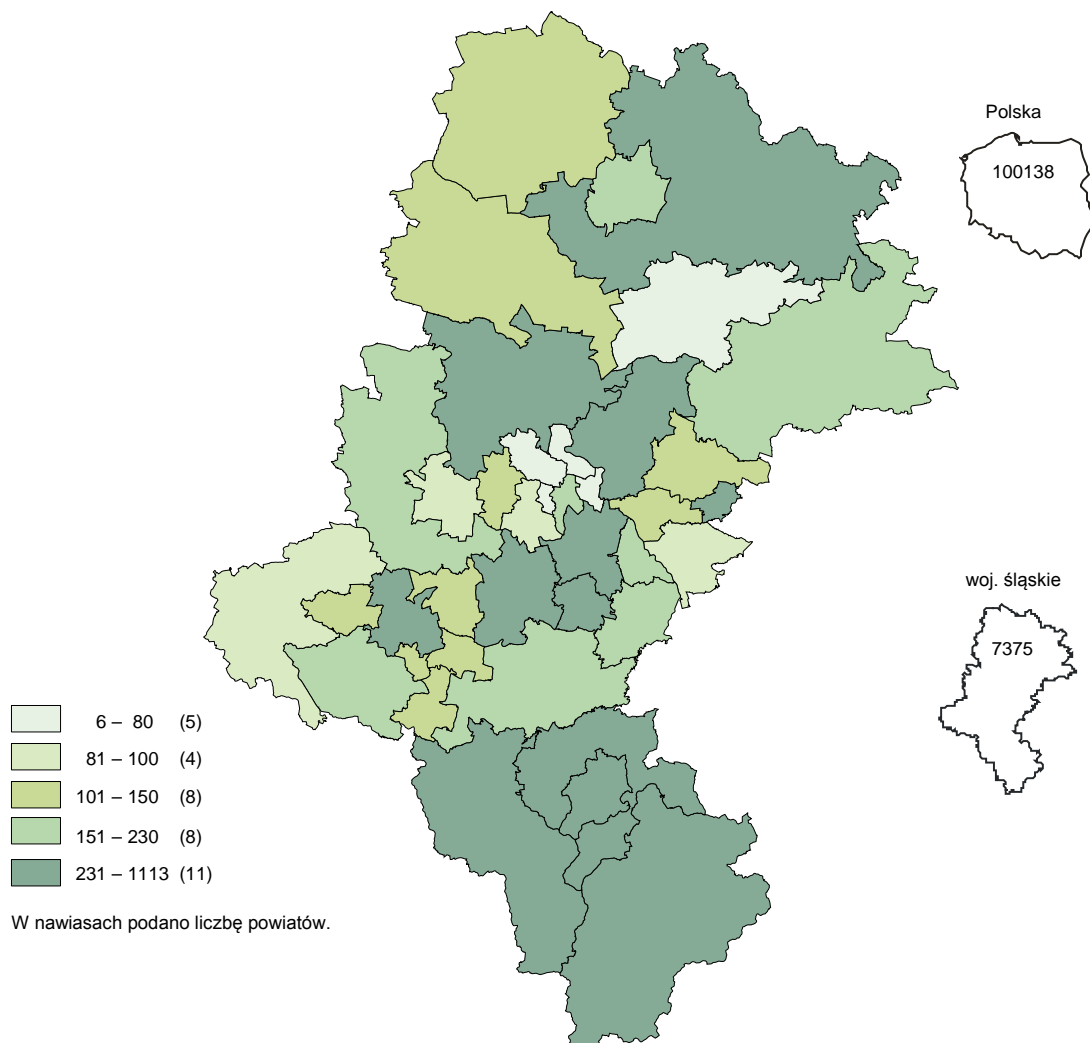 Polska
100138
woj. śląskie
7375
6 – 80 (5)
81 – 100 (4)
101 – 150 (8)
151 – 230 (8)
231 – 1113 (11)
W nawiasach podano liczbę powiatów.